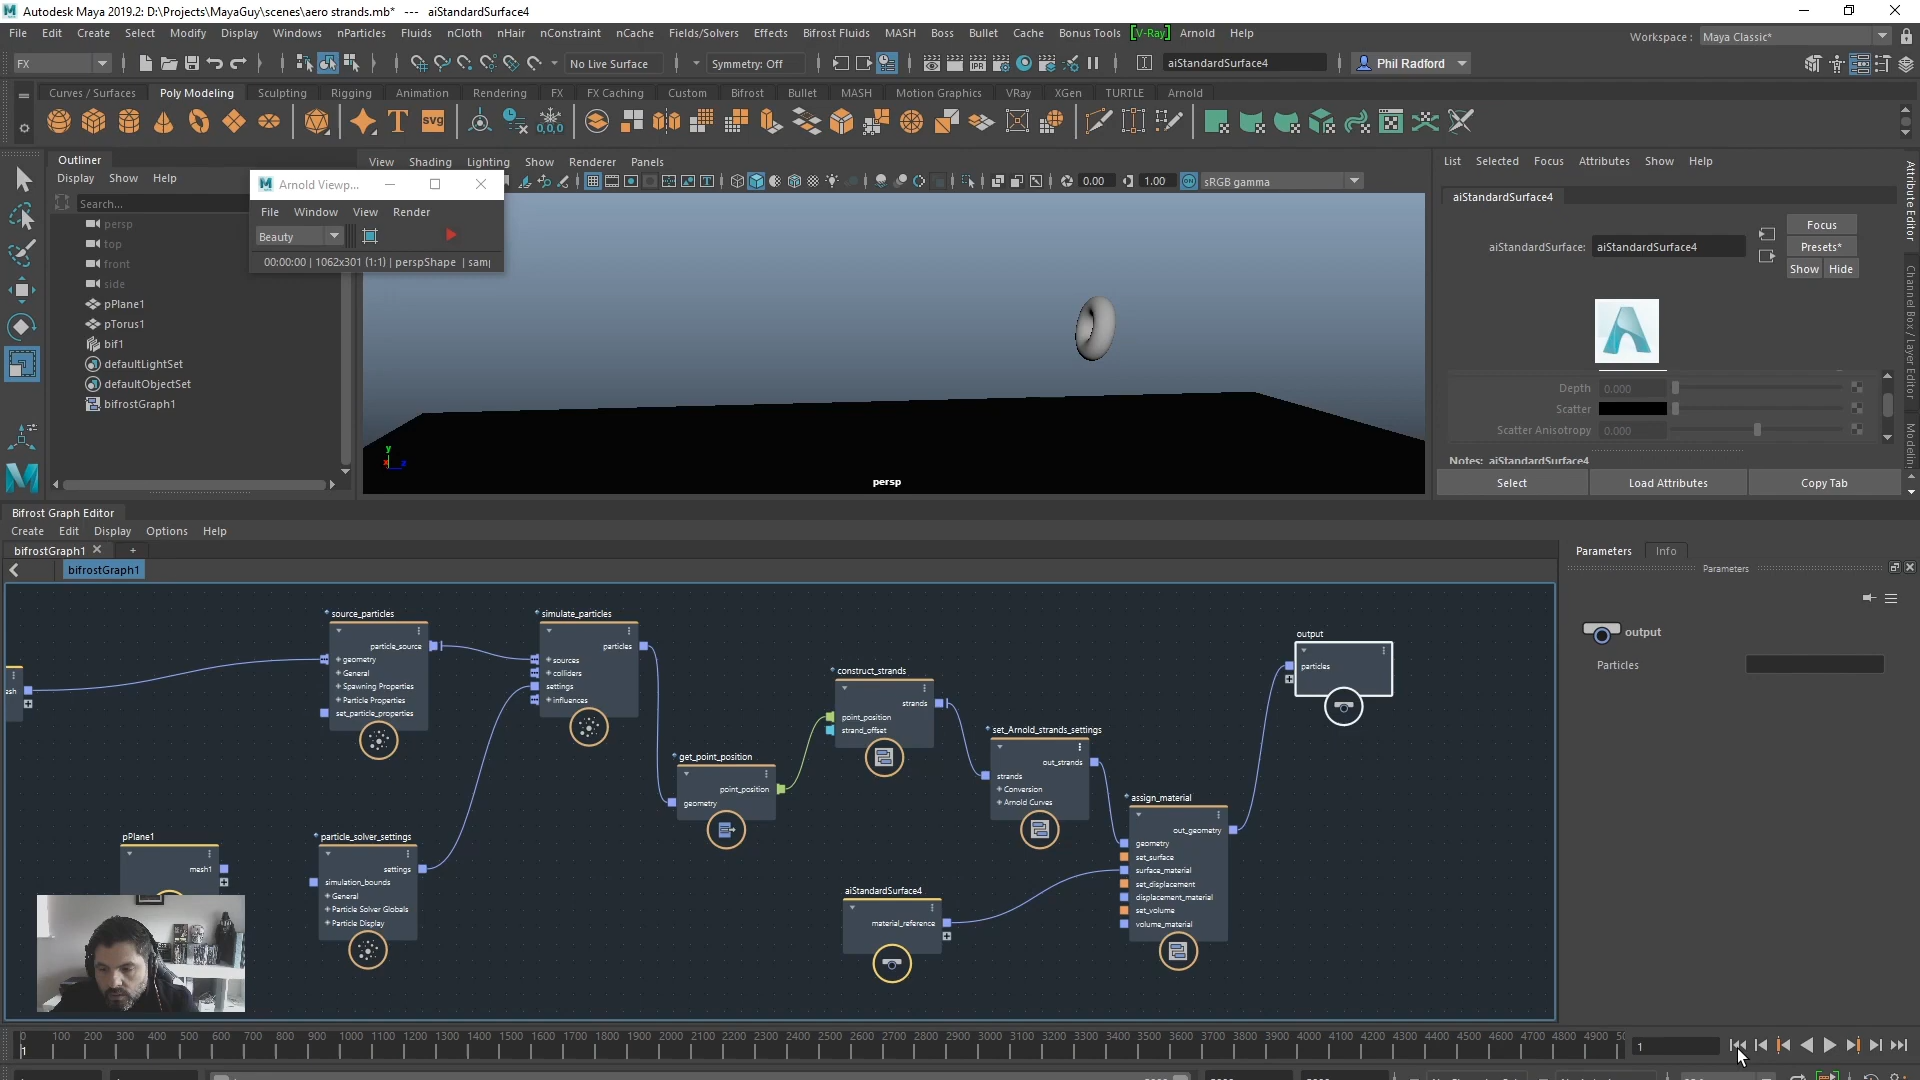 Autodesk Maya 2019.2: D:\Projects\MayaGuy\scenes\aero strands.mb* --- aiStandardSurface4
File Edit Create Select Modify Display Windows nParticles Fluids nCloth nHair nConstraint nCache Fields/Solvers Effects Bifrost Fluids MASH Boss Bullet Cache Bonus Tools [V-Ray] Arnold Help
Workspace : Maya Classic*
FX No Live Surface Symmetry: Off aiStandardSurface4 Phil Radford
Curves / Surfaces Poly Modeling Sculpting Rigging Animation Rendering FX FX Caching Custom Bifrost Bullet MASH Motion Graphics VRay XGen TURTLE Arnold
T SVG 0,0,0
Outliner
Display Show Help
Search...
persp
top
front
side
pPlane1
pTorus1
bif1
defaultLightSet
defaultObjectSet
bifrostGraph1
Arnold Viewp...
File Window View Render
Beauty
00:00:00 | 1062x301 (1:1) | perspShape | sam
View Shading Lighting Show Renderer Panels
0.00 1.00 sRGB gamma
y
x z
persp
List Selected Focus Attributes Show Help
aiStandardSurface4
aiStandardSurface: aiStandardSurface4
Focus
Presets*
Show Hide
Depth 0.000
Scatter
Scatter Anisotropy 0.000
Notes: aiStandardSurface4
Select Load Attributes Copy Tab
Attribute Editor
Channel Box / Layer Editor
Modelin
Bifrost Graph Editor
Create Edit Display Options Help
bifrostGraph1 +
bifrostGraph1
source_particles
particle_source
geometry
General
Spawning Properties
Particle Properties
set_particle_properties
simulate_particles
particles
sources
colliders
settings
influences
pPlane1
mesh1
particle_solver_settings
settings
simulation_bounds
General
Particle Solver Globals
Particle Display
get_point_position
point_position
geometry
construct_strands
strands
point_position
strand_offset
set_Arnold_strands_settings
out_strands
strands
Conversion
Arnold Curves
aiStandardSurface4
material_reference
assign_material
out_geometry
geometry
set_surface
surface_material
set_displacement
displacement_material
set_volume
volume_material
output
particles
Parameters Info
Parameters
output
Particles
0 100 200 300 400 500 600 700 800 900 1000 1100 1200 1300 1400 1500 1600 1700 1800 1900 2000 2100 2200 2300 2400 2500 2600 2700 2800 2900 3000 3100 3200 3300 3400 3500 3600 3700 3800 3900 4000 4100 4200 4300 4400 4500 4600 4700 4800 4900 50
1
1